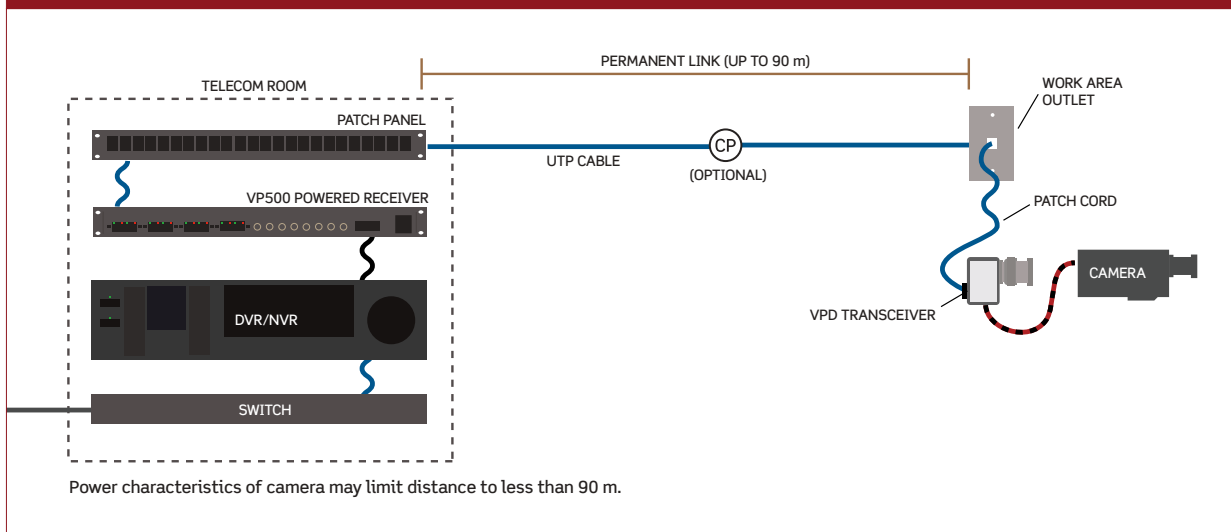 PERMANENT LINK (UP TO 90 m)
TELECOM ROOM
WORK AREA
OUTLET
PATCH PANEL
CP
UTP CABLE
(OPTIONAL)
VP500 POWERED RECEIVER
PATCH CORD
CAMERA
VPD TRANSCEIVER
DVR/NVR
SWITCH
Power characteristics of camera may limit distance to less than 90 m.